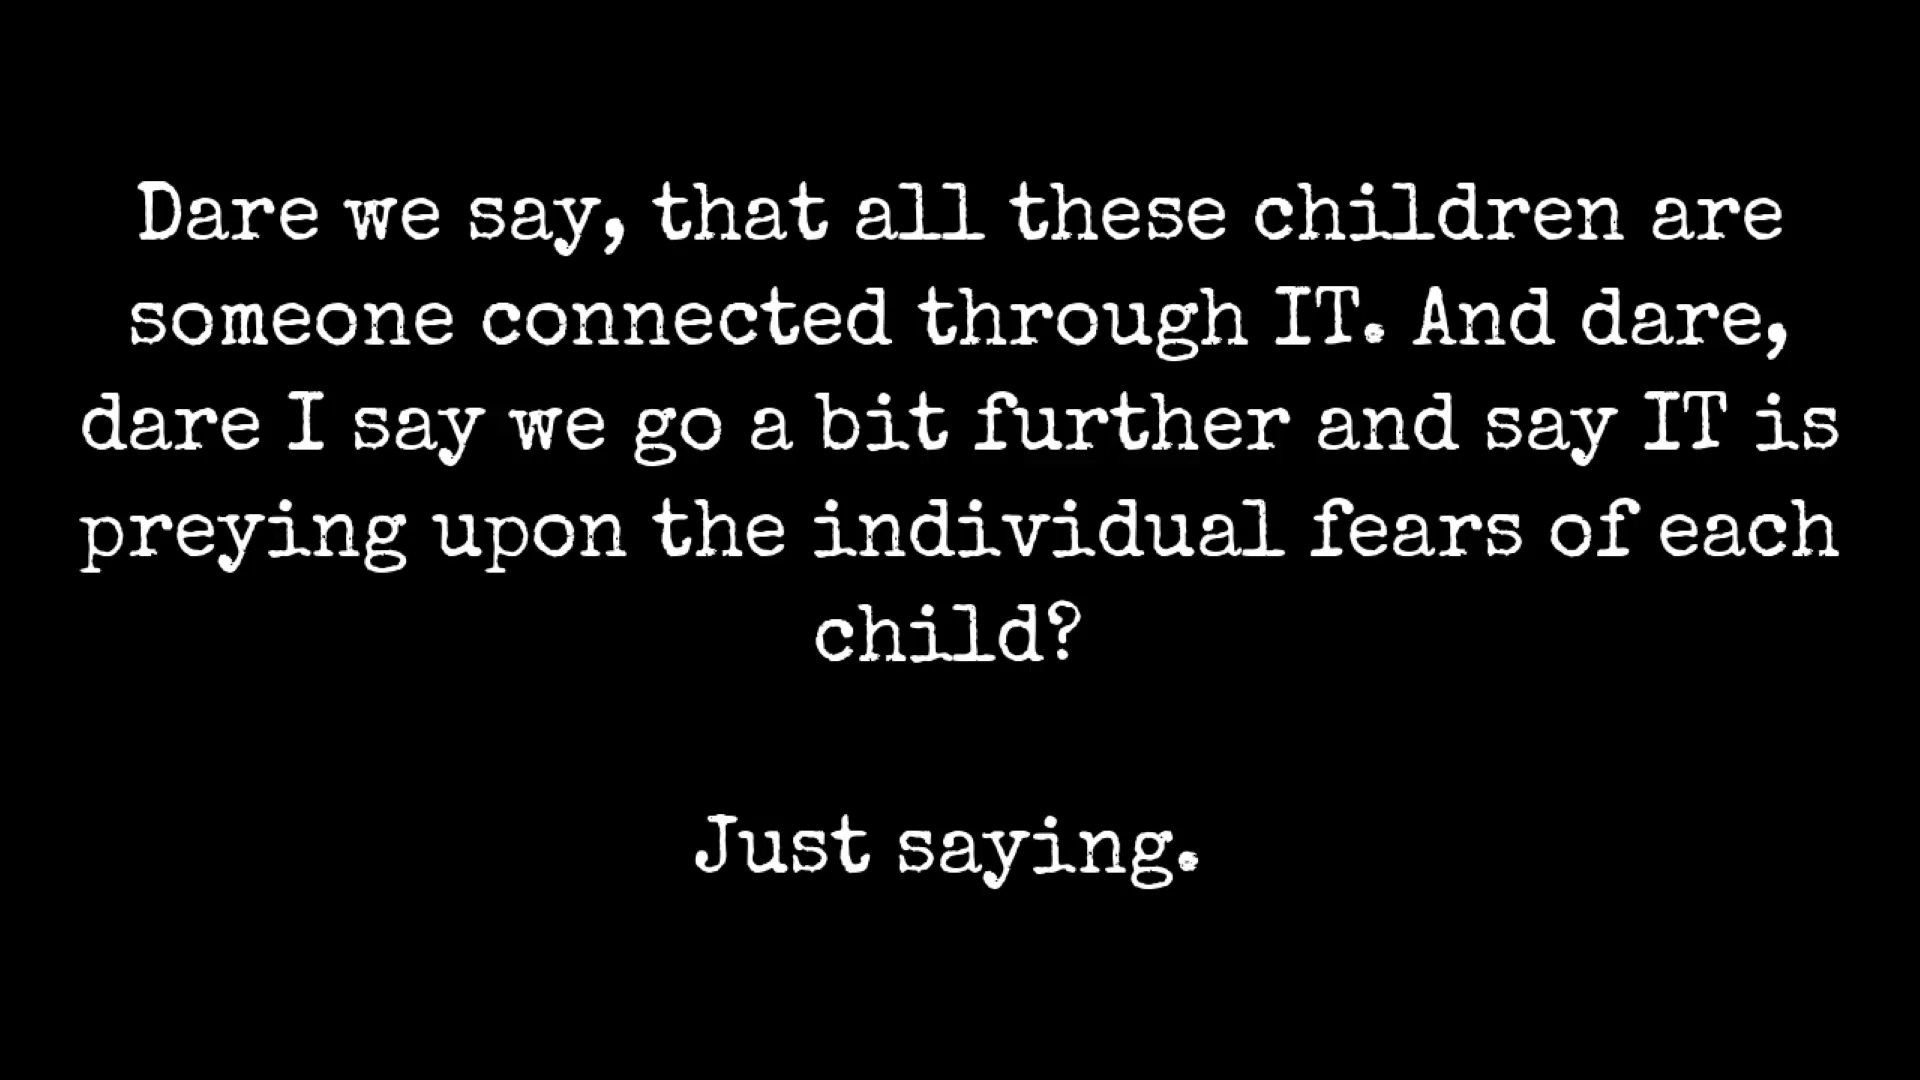 Dare we say, that all these children are
someone connected through IT. And dare,
dare I say we go a bit further and say IT is
preying upon the individual fears of each
child?
Just saying.